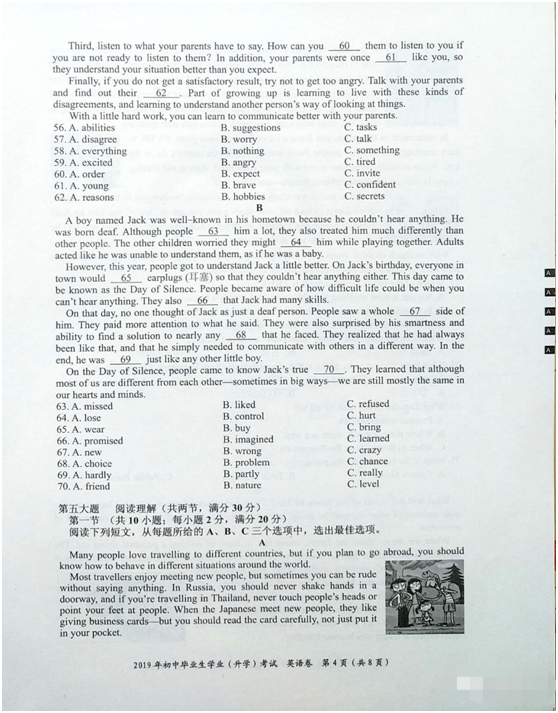 Third, listen to what your parents have to say. How can you 60 them to listen to you if
you are not ready to listen to them? In addition, your parents were once 61 like you, so
they understand your situation better than you expect.
Finally, if you do not get a satisfactory result, try not to get too angry. Talk with your parents
and find out their 62 . Part of growing up is learning to live with these kinds of
disagreements, and learning to understand another person's way of looking at things.
With a little hard work, you can learn to communicate better with your parents.
56. A. abilities B. suggestions C. tasks
57. A. disagree B. worry C. talk
58. A. everything B. nothing C. something
59. A. excited B. angry C. tired
60. A. order B. expect C. invite
61. A. young B. brave C. confident
62. A. reasons B. hobbies C. secrets
B
A boy named Jack was well-known in his hometown because he couldn't hear anything. He
was born deaf. Although people 63 him a lot, they also treated him much differently than
other people. The other children worried they might 64 him while playing together. Adults
acted like he was unable to understand them, as if he was a baby.
However, this year, people got to understand Jack a little better. On Jack's birthday, everyone in
town would 65 earplugs (耳塞) so that they couldn't hear anything either. This day came to
be known as the Day of Silence. People became aware of how difficult life could be when you
can't hear anything. They also 66 that Jack had many skills.
On that day, no one thought of Jack as just a deaf person. People saw a whole 67 side of
him. They paid more attention to what he said. They were also surprised by his smartness and
ability to find a solution to nearly any 68 that he faced. They realized that he had always
been like that, and that he simply needed to communicate with others in a different way. In the
end, he was 69 just like any other little boy.
On the Day of Silence, people came to know Jack's true 70 . They learned that although
most of us are different from each other—sometimes in big ways—we are still mostly the same in
our hearts and minds.
63. A. missed B. liked C. refused
64. A. lose B. control C. hurt
65. A. wear B. buy C. bring
66. A. promised B. imagined C. learned
67. A. new B. wrong C. crazy
68. A. choice B. problem C. chance
69. A. hardly B. partly C. really
70. A. friend B. nature C. level
第五大题 阅读理解（共两节，满分 30 分）
第一节 （共 10 小题；每小题 2 分，满分 20 分）
阅读下列短文，从每题所给的 A、B、C 三个选项中，选出最佳选项。
A
Many people love travelling to different countries, but if you plan to go abroad, you should
know how to behave in different situations around the world.
Most travellers enjoy meeting new people, but sometimes you can be rude
without saying anything. In Russia, you should never shake hands in a
doorway, and if you're travelling in Thailand, never touch people's heads or
point your feet at people. When the Japanese meet new people, they like
giving business cards—but you should read the card carefully, not just put it
in your pocket.
2019 年初中毕业生学业（升学）考试 英语卷 第 4 页（共 8 页）